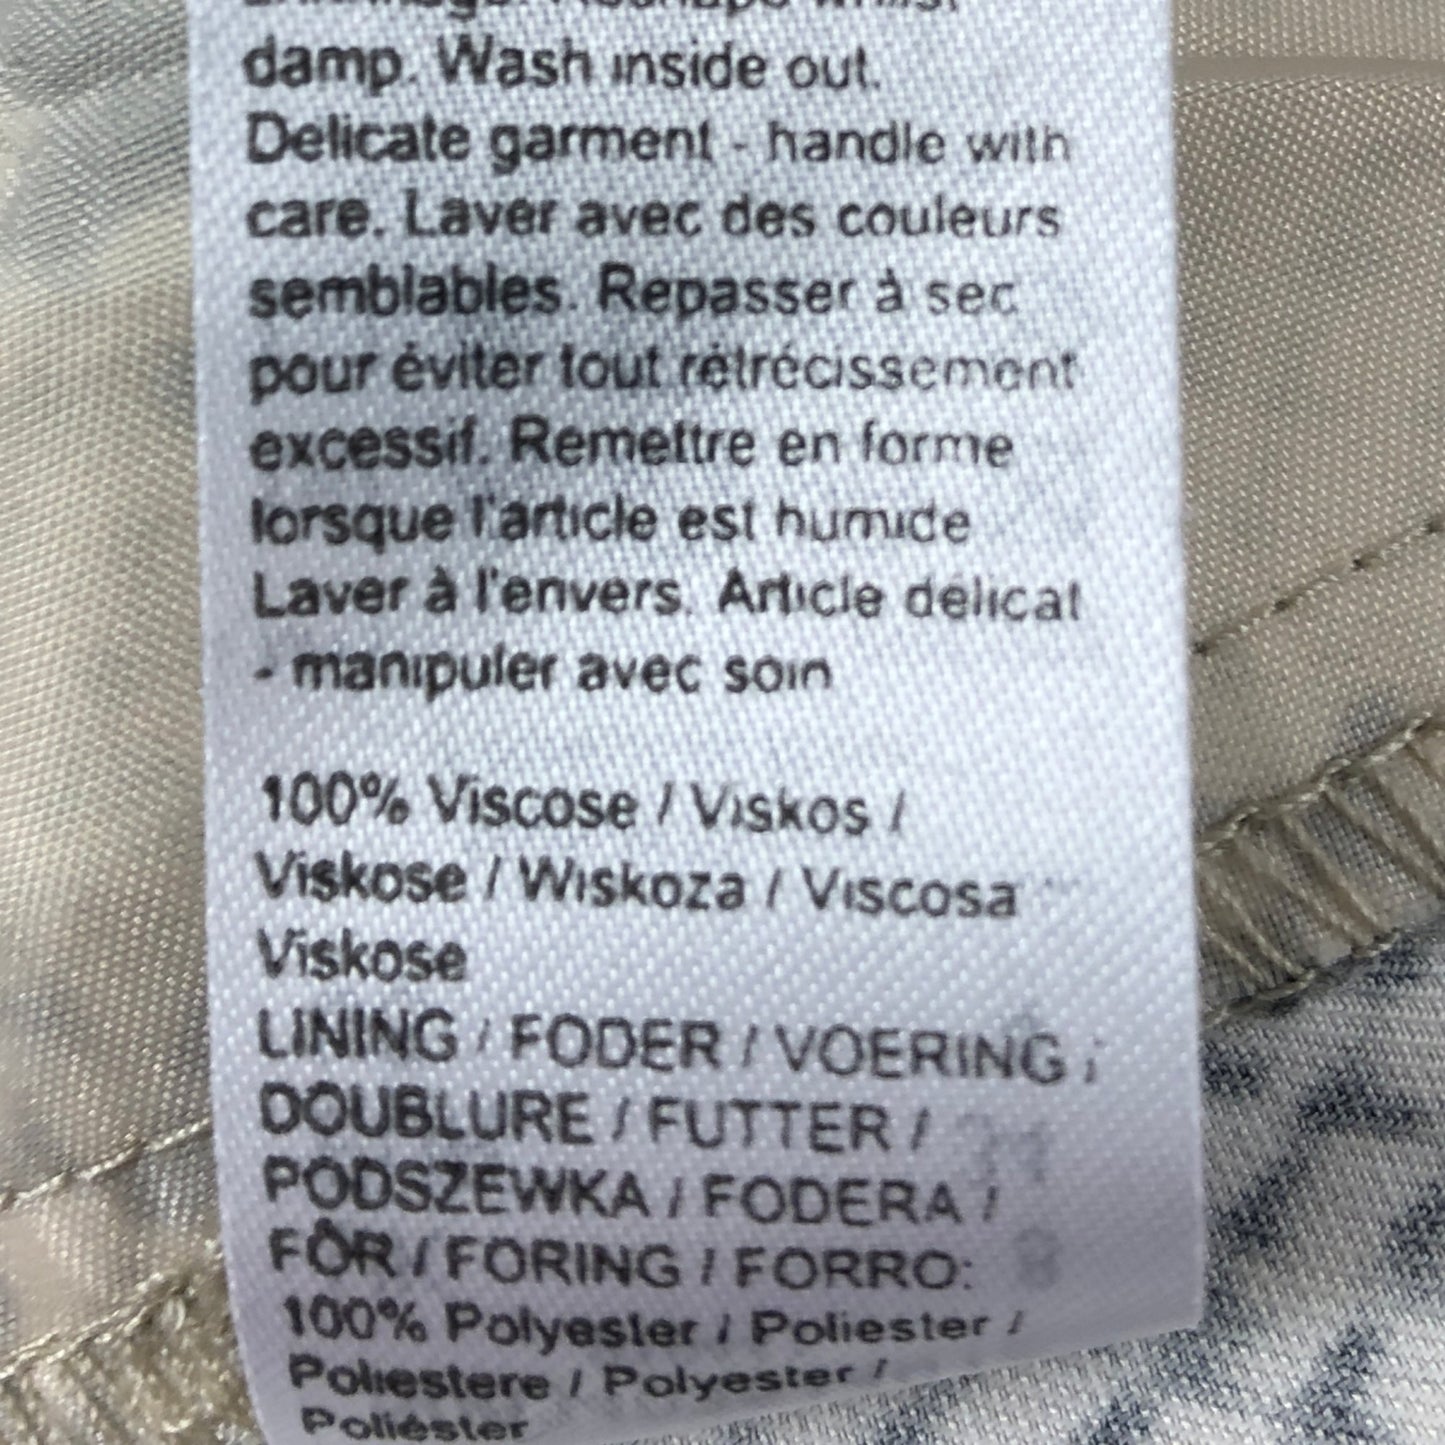 damp. Wash inside out.
Delicate garment - handle with
care. Laver avec des couleurs
semblables. Repasser à sec
pour éviter tout rétrécissement
excessif. Remettre en forme
lorsque l'article est humide
Laver à l'envers. Article délicat
- manipuler avec soin
100% Viscose / Viskos /
Viskose / Wiskoza / Viscosa
Viskose
LINING / FODER / VOERING /
DOUBLURE / FUTTER /
PODSZEWKA / FODERA /
FÔR / FORING / FORRO:
100% Polyester / Poliester /
Poliestere / Polyester /
Poliéster